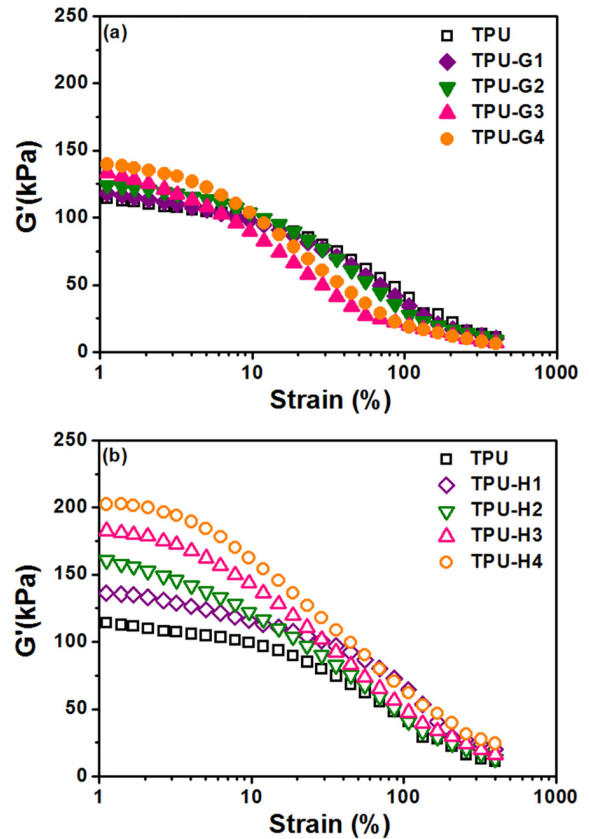 (a)
TPU
TPU-G1
TPU-G2
TPU-G3
TPU-G4
G'(kPa)
250
200
150
100
50
0
1 10 100 1000
Strain (%)
(b)
TPU
TPU-H1
TPU-H2
TPU-H3
TPU-H4
G'(kPa)
250
200
150
100
50
0
1 10 100 1000
Strain (%)